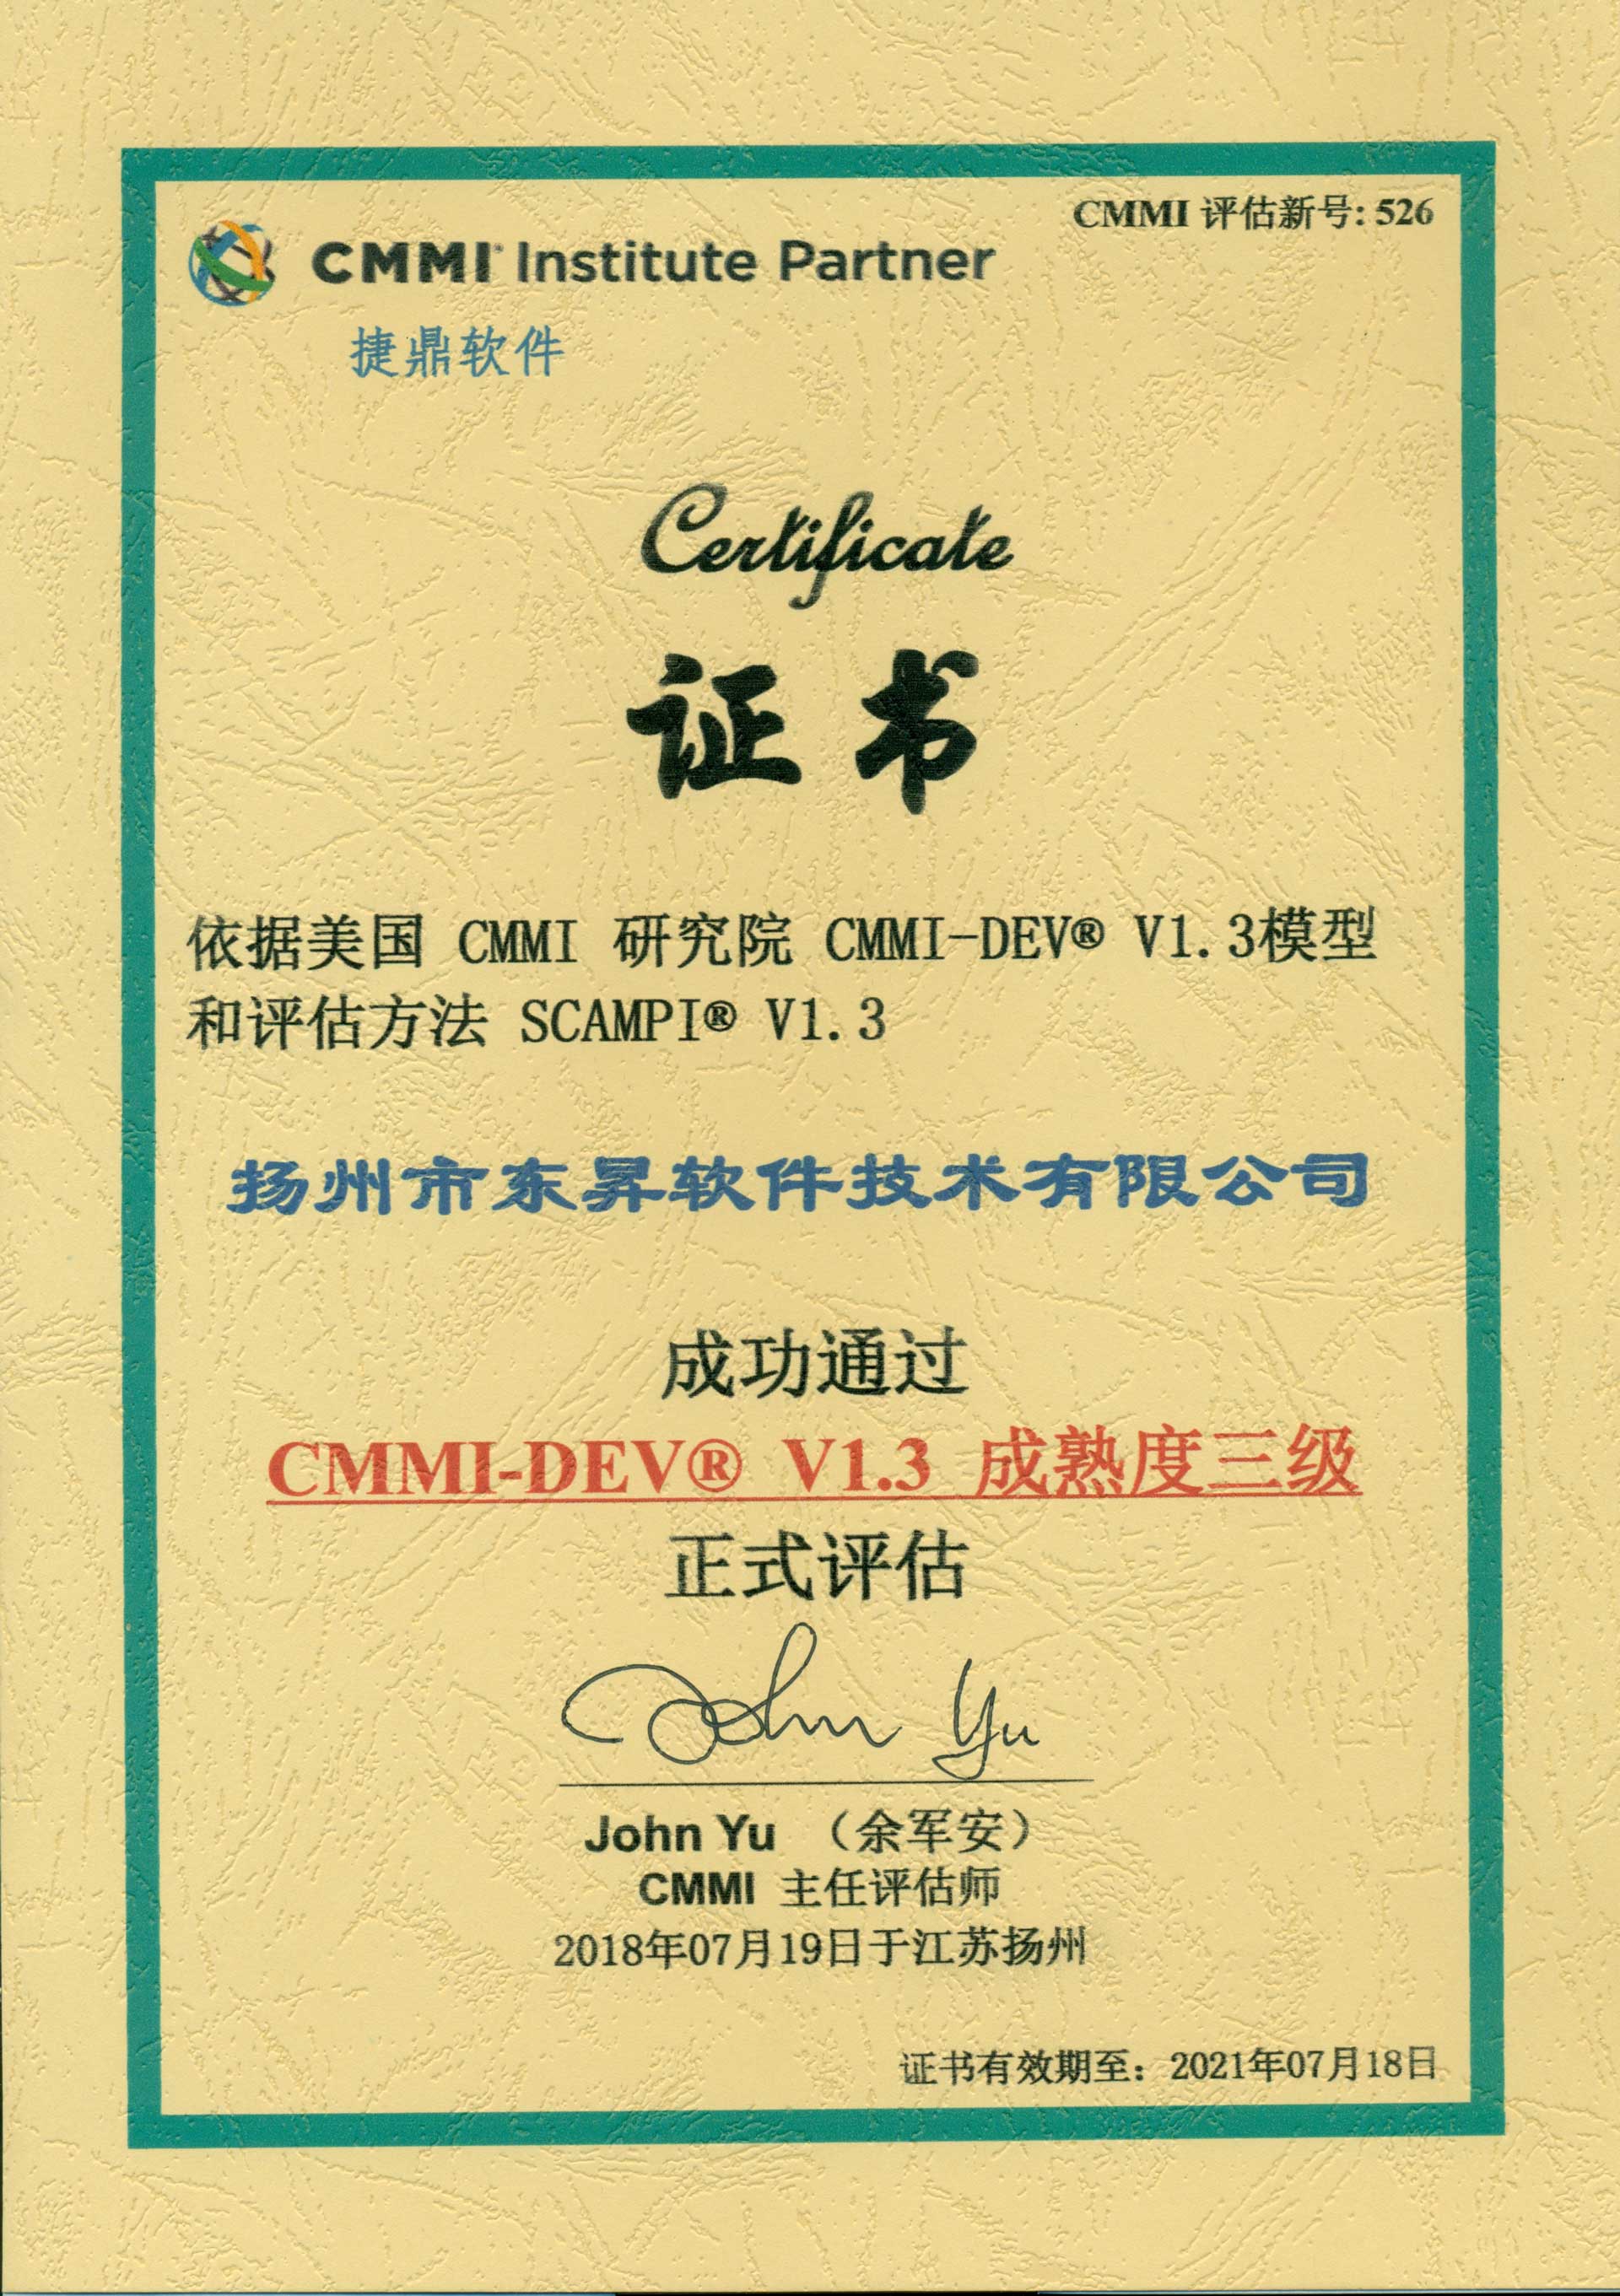 CMMI 评估新号: 526
CMMI Institute Partner
捷鼎软件
Certificate
证书
依据美国 CMMI 研究院 CMMI-DEV® V1.3模型
和评估方法 SCAMPI® V1.3
扬州市东昇软件技术有限公司
成功通过
CMMI-DEV® V1.3 成熟度三级
正式评估
John Yu
John Yu （余军安）
CMMI 主任评估师
2018年07月19日于江苏扬州
证书有效期至：2021年07月18日